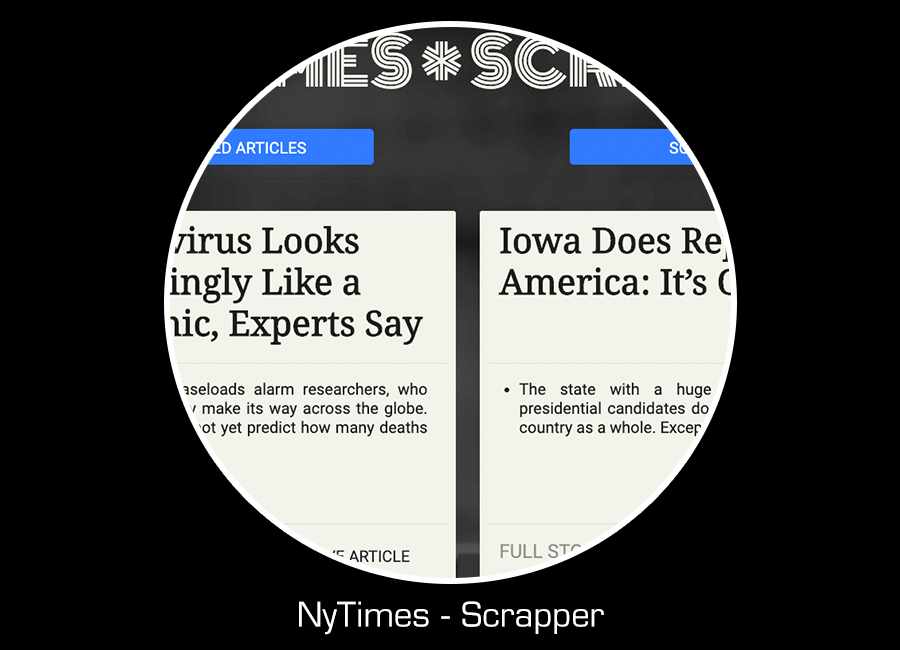 MES*SCR
ED ARTICLES
virus Looks
ingly Like a
nic, Experts Say
Iowa Does Re
America: It’s
aseloads alarm researchers, who
make its way across the globe.
not yet predict how many deaths
• The state with a huge
presidential candidates do
country as a whole. Excep
ARTICLE
FULL STO
NyTimes - Scrapper